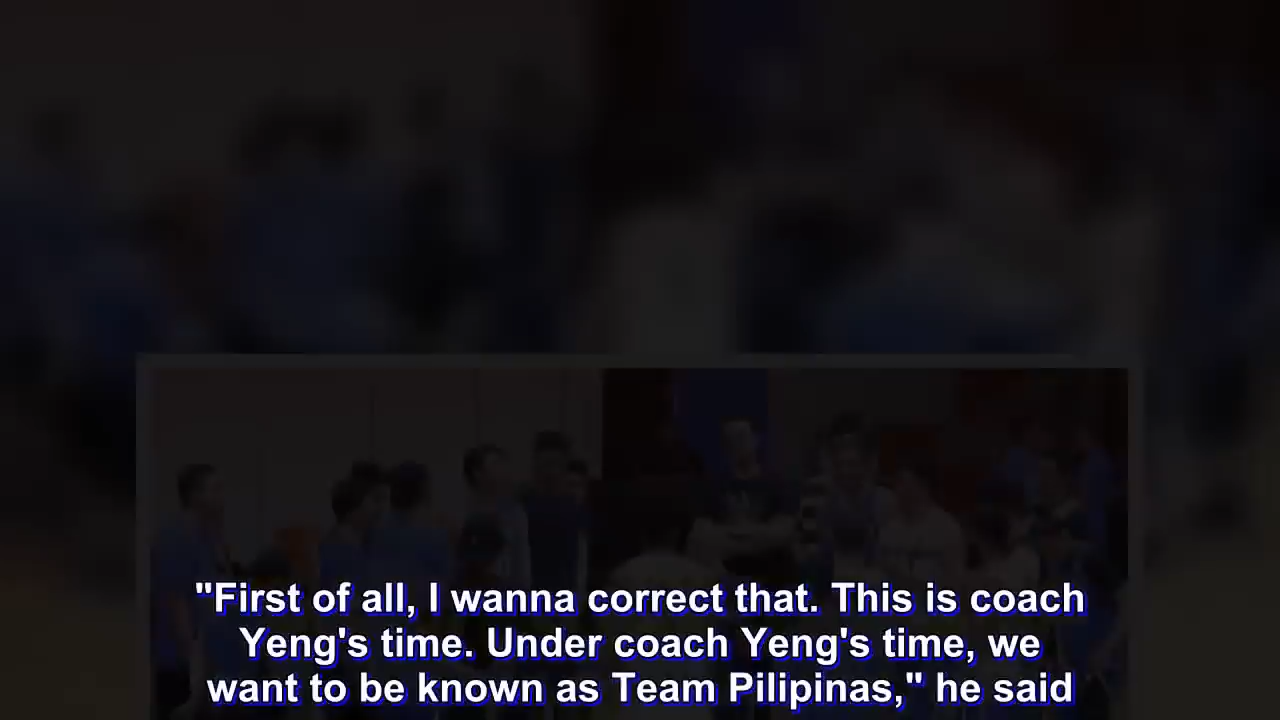 "First of all, I wanna correct that. This is coach
Yeng's time. Under coach Yeng's time, we
want to be known as Team Pilipinas," he said